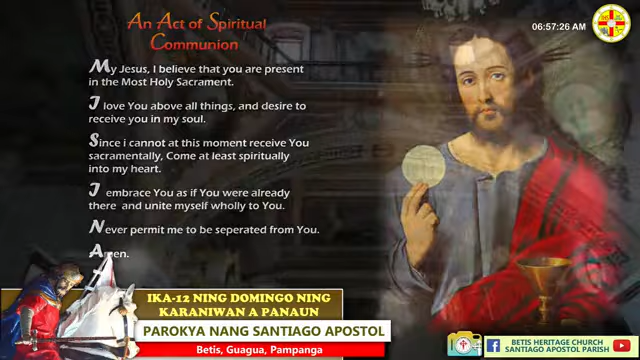 An Act of Spiritual
Communion
06:57:26 AM
My Jesus, I believe that you are present
in the Most Holy Sacrament.
I love You above all things, and desire to
receive you in my soul.
Since i cannot at this moment receive You
sacramentally, Come at least spiritually
into my heart.
I embrace You as if You were already
there and unite myself wholly to You.
Never permit me to be seperated from You.
Amen.
IKA-12 NING DOMINGO NING
KARANIWAN A PANAUN
PAROKYA NANG SANTIAGO APOSTOL
Betis, Guagua, Pampanga
BETIS HERITAGE CHURCH
SANTIAGO APOSTOL PARISH